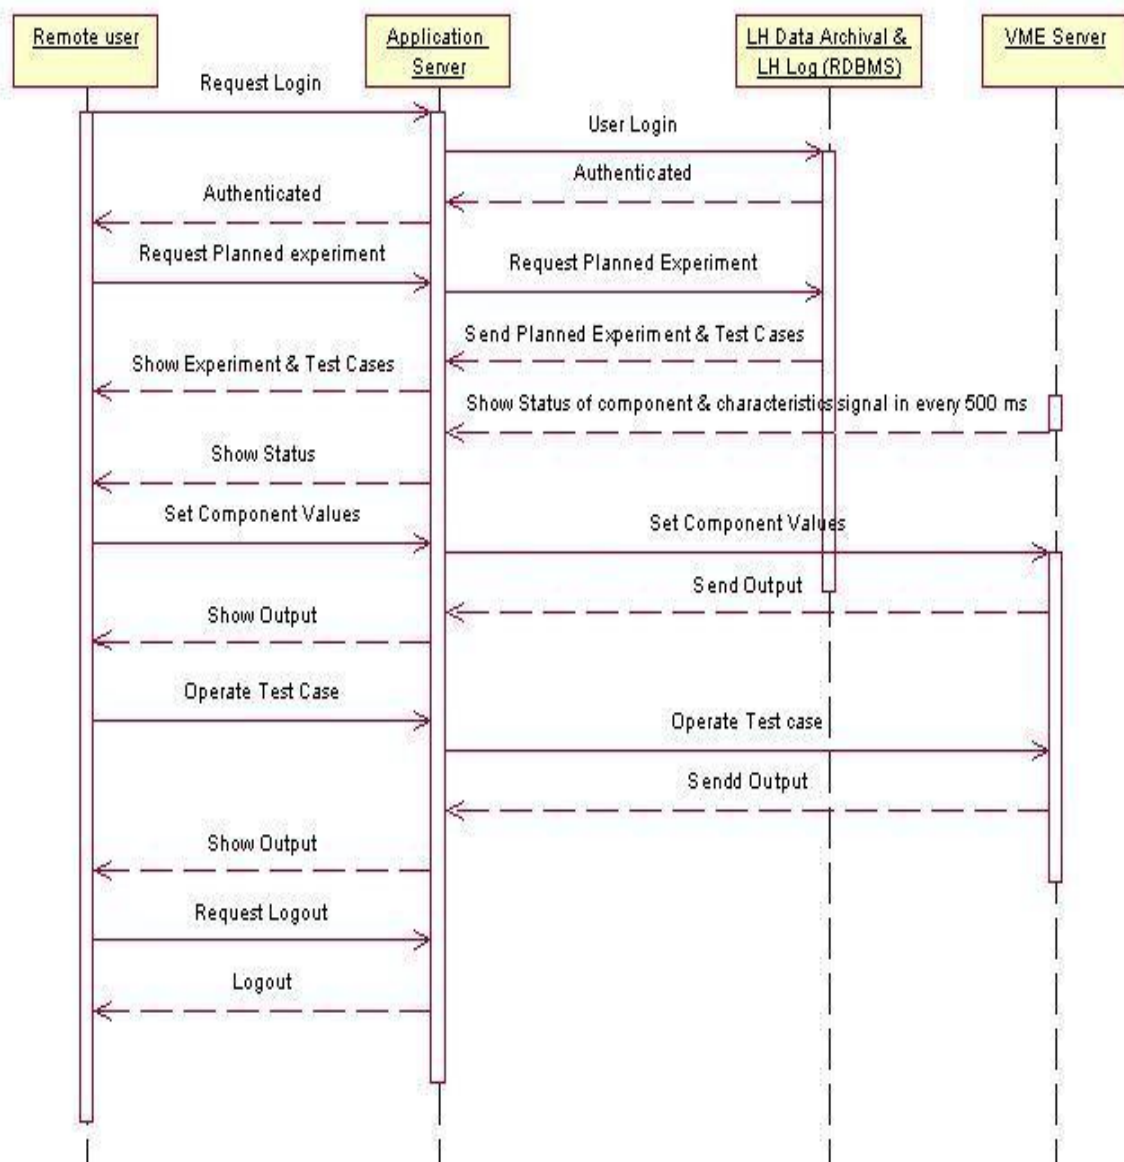 Remote user
Application
Server
LH Data Archival &
LH Log (RDBMS)
VME Server
Request Login
User Login
Authenticated
Authenticated
Request Planned experiment
Request Planned Experiment
Send Planned Experiment & Test Cases
Show Experiment & Test Cases
Show Status of component & characteristics signal in every 500 ms
Show Status
Set Component Values
Set Component Values
Send Output
Show Output
Operate Test Case
Operate Test case
Sendd Output
Show Output
Request Logout
Logout